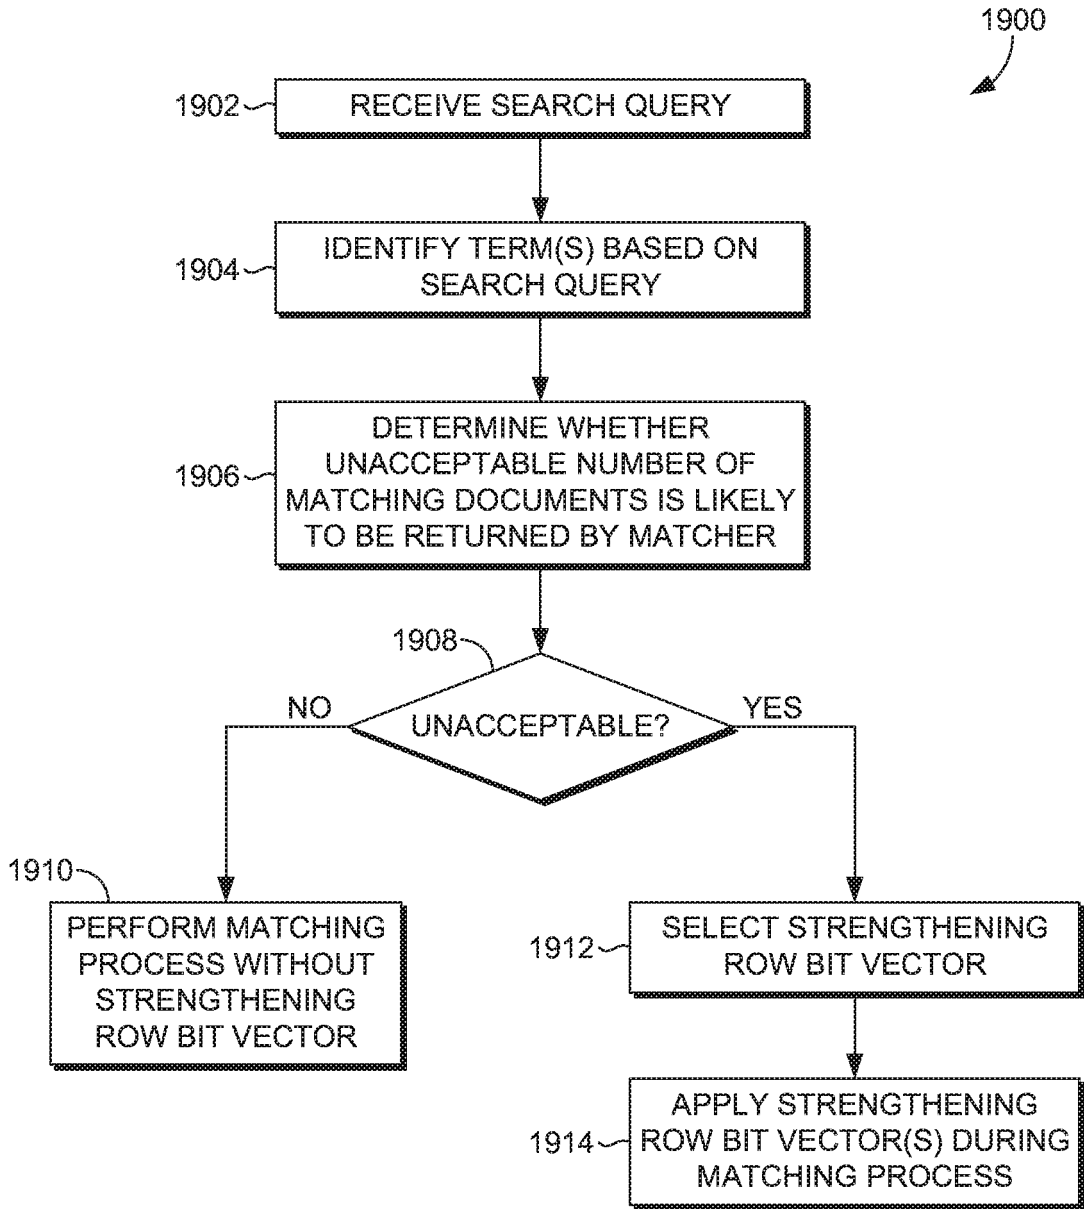 1900
1902
RECEIVE SEARCH QUERY
1904
IDENTIFY TERM(S) BASED ON
SEARCH QUERY
1906
DETERMINE WHETHER
UNACCEPTABLE NUMBER OF
MATCHING DOCUMENTS IS LIKELY
TO BE RETURNED BY MATCHER
1908
NO
UNACCEPTABLE?
YES
1910
PERFORM MATCHING
PROCESS WITHOUT
STRENGTHENING
ROW BIT VECTOR
1912
SELECT STRENGTHENING
ROW BIT VECTOR
1914
APPLY STRENGTHENING
ROW BIT VECTOR(S) DURING
MATCHING PROCESS